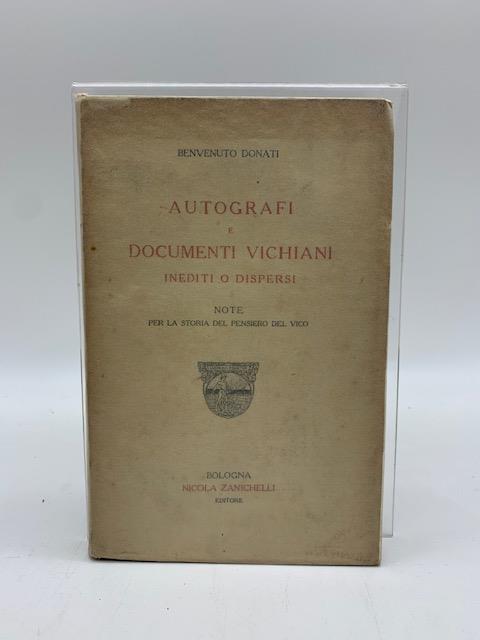 BENVENUTO DONATI
AUTOGRAFI
E
DOCUMENTI VICHIANI
INEDITI O DISPERSI
NOTE
PER LA STORIA DEL PENSIERO DEL VICO
BOLOGNA
NICOLA ZANICHELLI
EDITORE